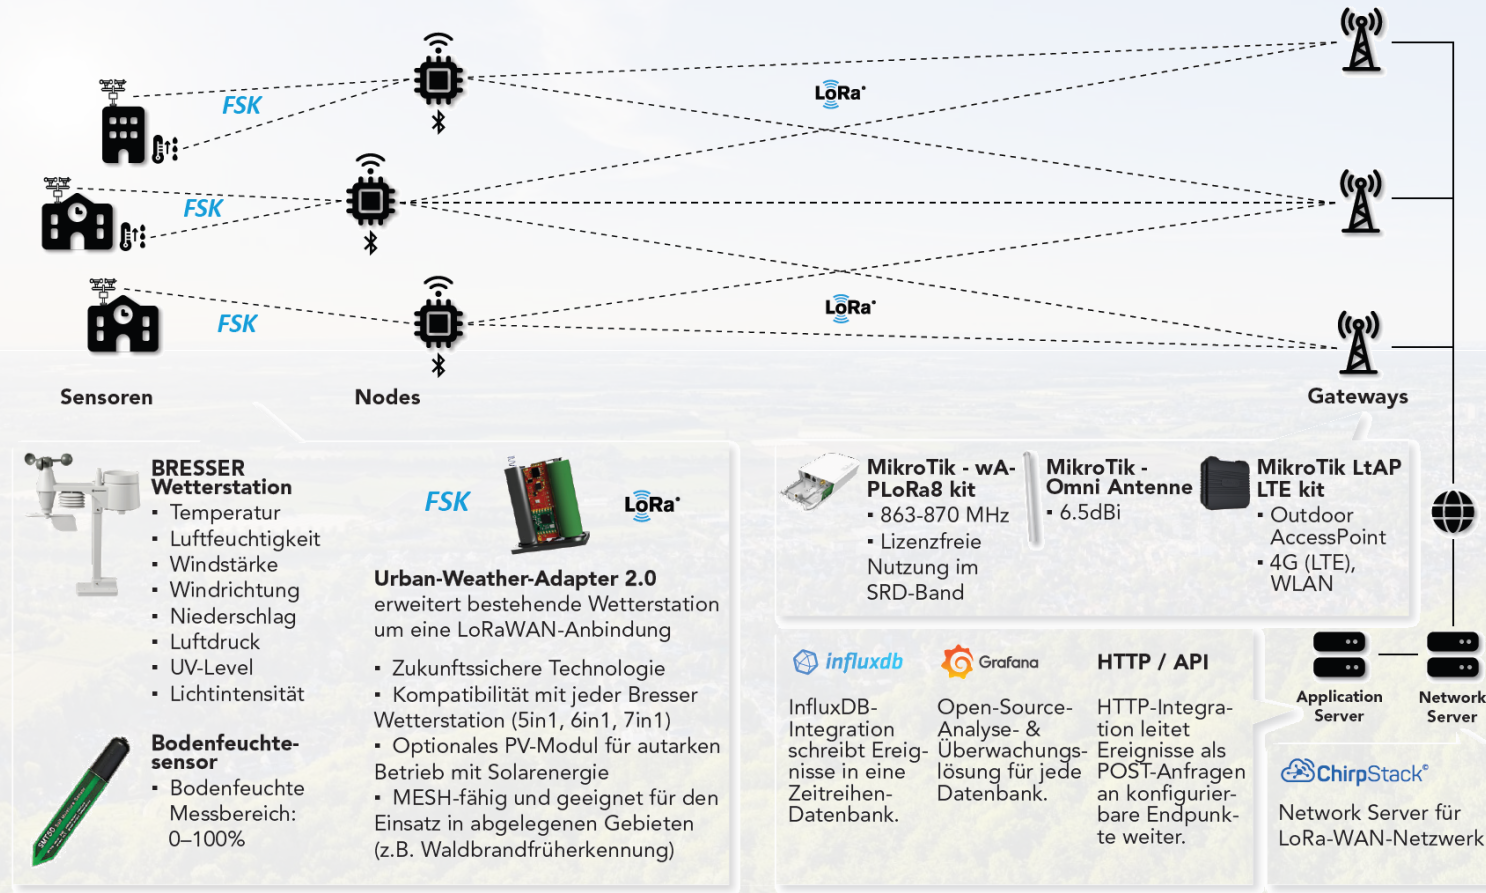 FSK
LoRa
FSK
LoRa
FSK
Sensoren
Nodes
Gateways
BRESSER
Wetterstation
▪ Temperatur
▪ Luftfeuchtigkeit
▪ Windstärke
▪ Windrichtung
▪ Niederschlag
▪ Luftdruck
▪ UV-Level
▪ Lichtintensität
Bodenfeuchte-
sensor
▪ Bodenfeuchte
Messbereich:
0–100%
FSK
LoRa
Urban-Weather-Adapter 2.0
erweitert bestehende Wetterstation
um eine LoRaWAN-Anbindung
▪ Zukunftssichere Technologie
▪ Kompatibilität mit jeder Bresser
Wetterstation (5in1, 6in1, 7in1)
▪ Optionales PV-Modul für autarken
Betrieb mit Solarenergie
▪ MESH-fähig und geeignet für den
Einsatz in abgelegenen Gebieten
(z.B. Waldbrandfrüherkennung)
MikroTik - wA-
PLoRa8 kit
▪ 863-870 MHz
▪ Lizenzfreie
Nutzung im
SRD-Band
MikroTik -
Omni Antenne
▪ 6.5dBi
MikroTik LtAP
LTE kit
▪ Outdoor
AccessPoint
▪ 4G (LTE),
WLAN
influxdb
InfluxDB-
Integration
schreibt Ereig-
nisse in eine
Zeitreihen-
Datenbank.
Grafana
Open-Source-
Analyse- &
Überwachungs-
lösung für jede
Datenbank.
HTTP / API
HTTP-Integra-
tion leitet
Ereignisse als
POST-Anfragen
an konfigurier-
bare Endpunk-
te weiter.
Application
Server
Network
Server
ChirpStack
Network Server für
LoRa-WAN-Netzwerk